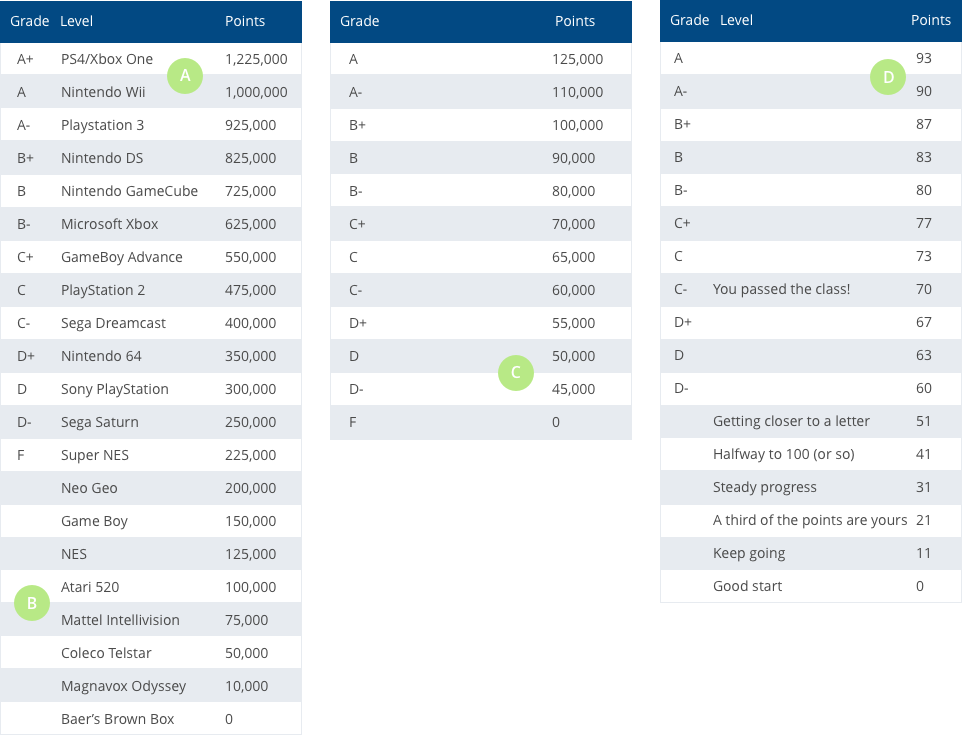 Grade Level Points
A+ PS4/Xbox One 1,225,000
A
A Nintendo Wii 1,000,000
A- Playstation 3 925,000
B+ Nintendo DS 825,000
B Nintendo GameCube 725,000
B- Microsoft Xbox 625,000
C+ GameBoy Advance 550,000
C PlayStation 2 475,000
C- Sega Dreamcast 400,000
D+ Nintendo 64 350,000
D Sony PlayStation 300,000
D- Sega Saturn 250,000
F Super NES 225,000
Neo Geo 200,000
Game Boy 150,000
NES 125,000
Atari 520 100,000
B
Mattel Intellivision 75,000
Coleco Telstar 50,000
Magnavox Odyssey 10,000
Baer’s Brown Box 0
Grade Points
A 125,000
A- 110,000
B+ 100,000
B 90,000
B- 80,000
C+ 70,000
C 65,000
C- 60,000
D+ 55,000
D 50,000
C
D- 45,000
F 0
Grade Level Points
A 93
D
A- 90
B+ 87
B 83
B- 80
C+ 77
C 73
C- You passed the class! 70
D+ 67
D 63
D- 60
Getting closer to a letter 51
Halfway to 100 (or so) 41
Steady progress 31
A third of the points are yours 21
Keep going 11
Good start 0